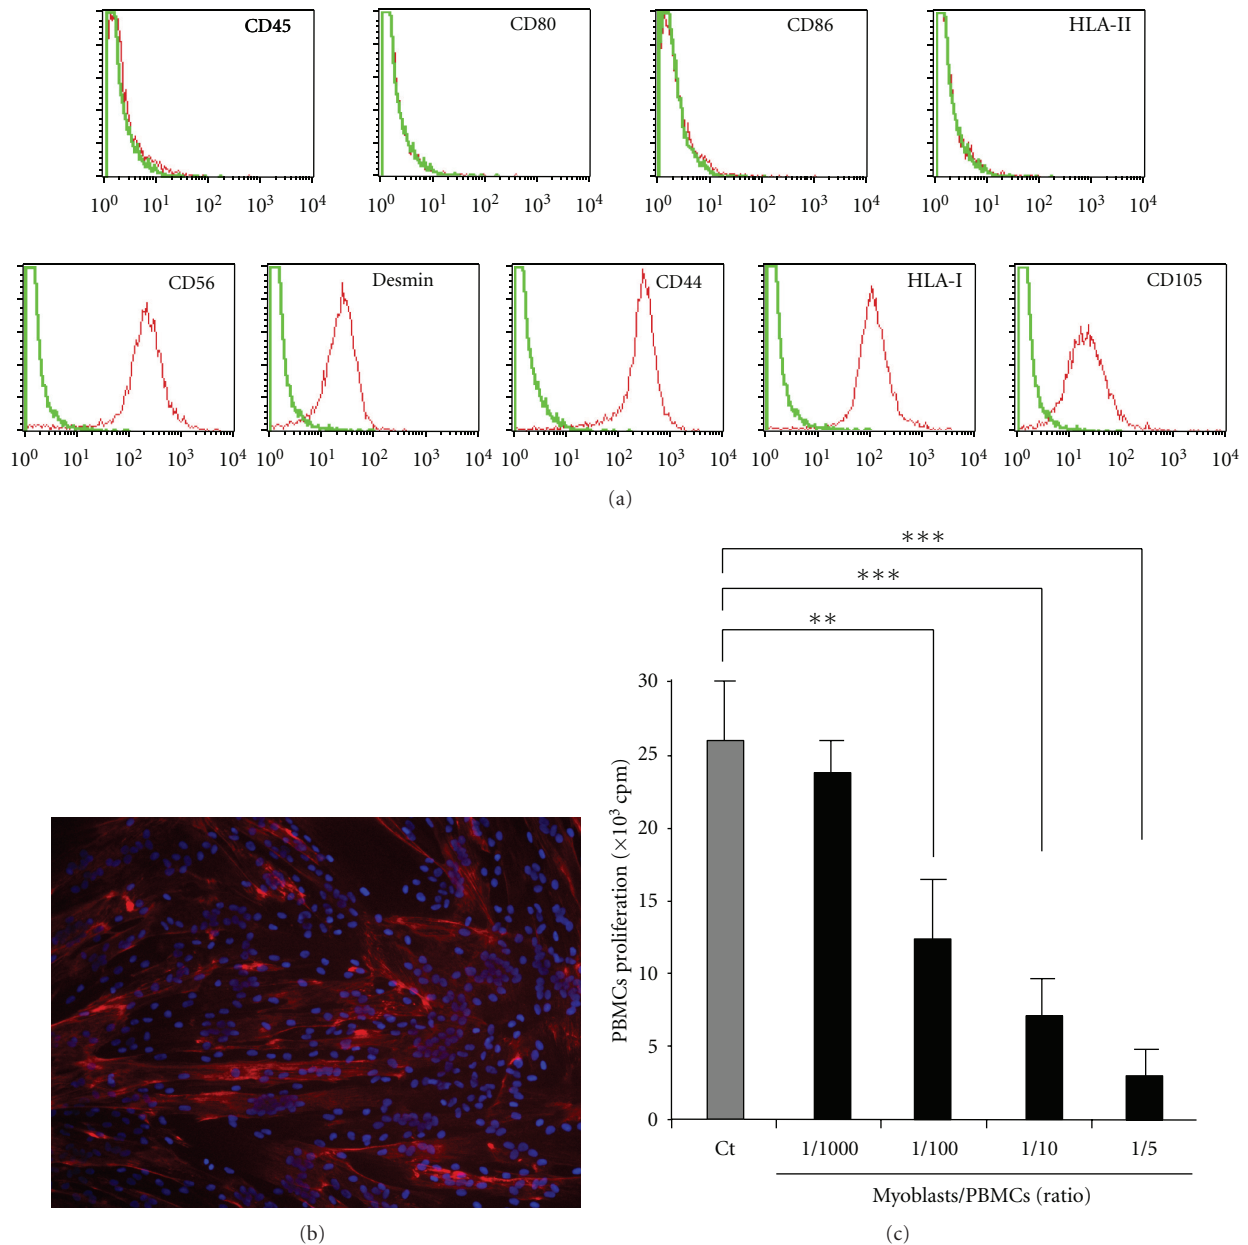 CD45 CD80 CD86 HLA-II
10⁰ 10¹ 10² 10³ 10⁴ 10⁰ 10¹ 10² 10³ 10⁴ 10⁰ 10¹ 10² 10³ 10⁴ 10⁰ 10¹ 10² 10³ 10⁴
CD56 Desmin CD44 HLA-I CD105
10⁰ 10¹ 10² 10³ 10⁴ 10⁰ 10¹ 10² 10³ 10⁴ 10⁰ 10¹ 10² 10³ 10⁴ 10⁰ 10¹ 10² 10³ 10⁴ 10⁰ 10¹ 10² 10³ 10⁴
(a)
(b)
∗∗∗
∗∗∗
∗∗
PBMCs proliferation (×10³ cpm)
30
25
20
15
10
5
0
Ct 1/1000 1/100 1/10 1/5
Myoblasts/PBMCs (ratio)
(c)